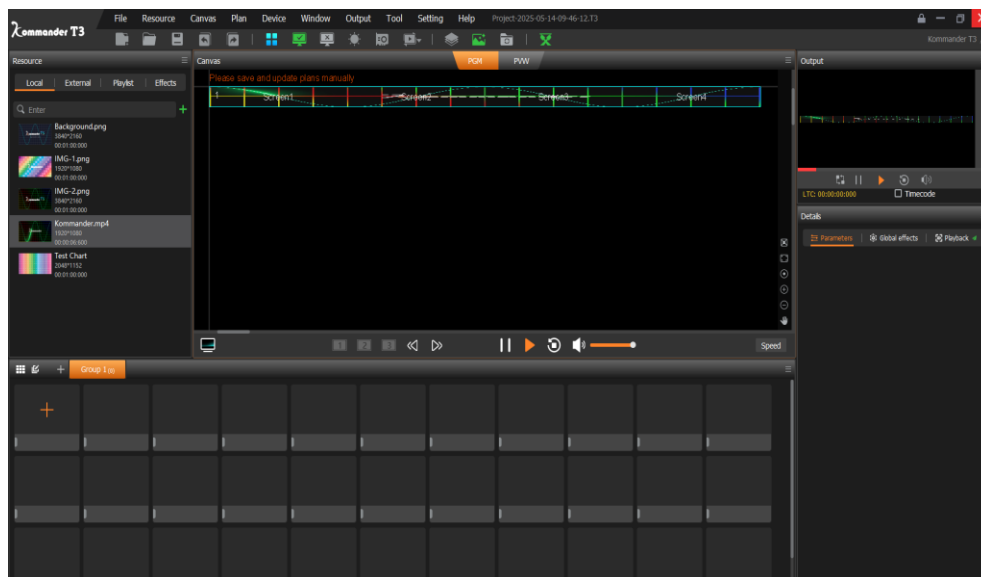 Kommander T3
File Resource Canvas Plan Device Window Output Tool Setting Help Project-2025-05-14-09-46-12.T3
Kommander T3
Resource
Local External Playlist Effects
Enter
Background.png
3840*2160
00:01:00:000
IMG-1.png
1920*1080
00:01:00:000
IMG-2.png
3840*2160
00:01:00:000
Kommander.mp4
1920*1080
00:00:06:600
Test Chart
2048*1152
00:01:00:000
Canvas
PGM PVW
Please save and update plans manually
1 Screen1 Screen2 Screen3 Screen4
1 2 3
Speed
Output
LTC: 00:00:00:000 Timecode
Details
Parameters Global effects Playback
Group 1(0)